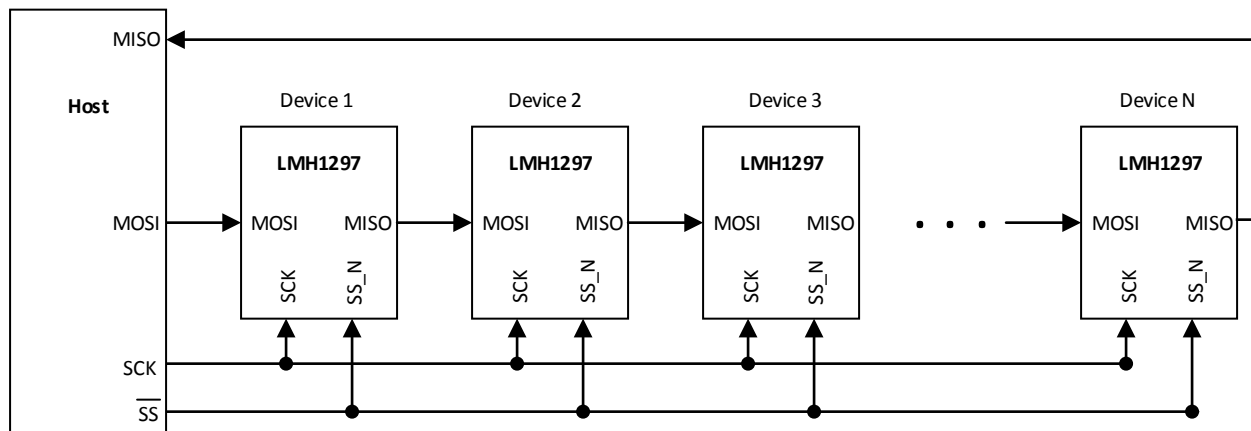 MISO
Host
Device 1
Device 2
Device 3
Device N
LMH1297
LMH1297
LMH1297
LMH1297
MOSI
MOSI MISO
MOSI MISO
MOSI MISO
. . .
MOSI MISO
SCK SS_N
SCK SS_N
SCK SS_N
SCK SS_N
SCK
SS